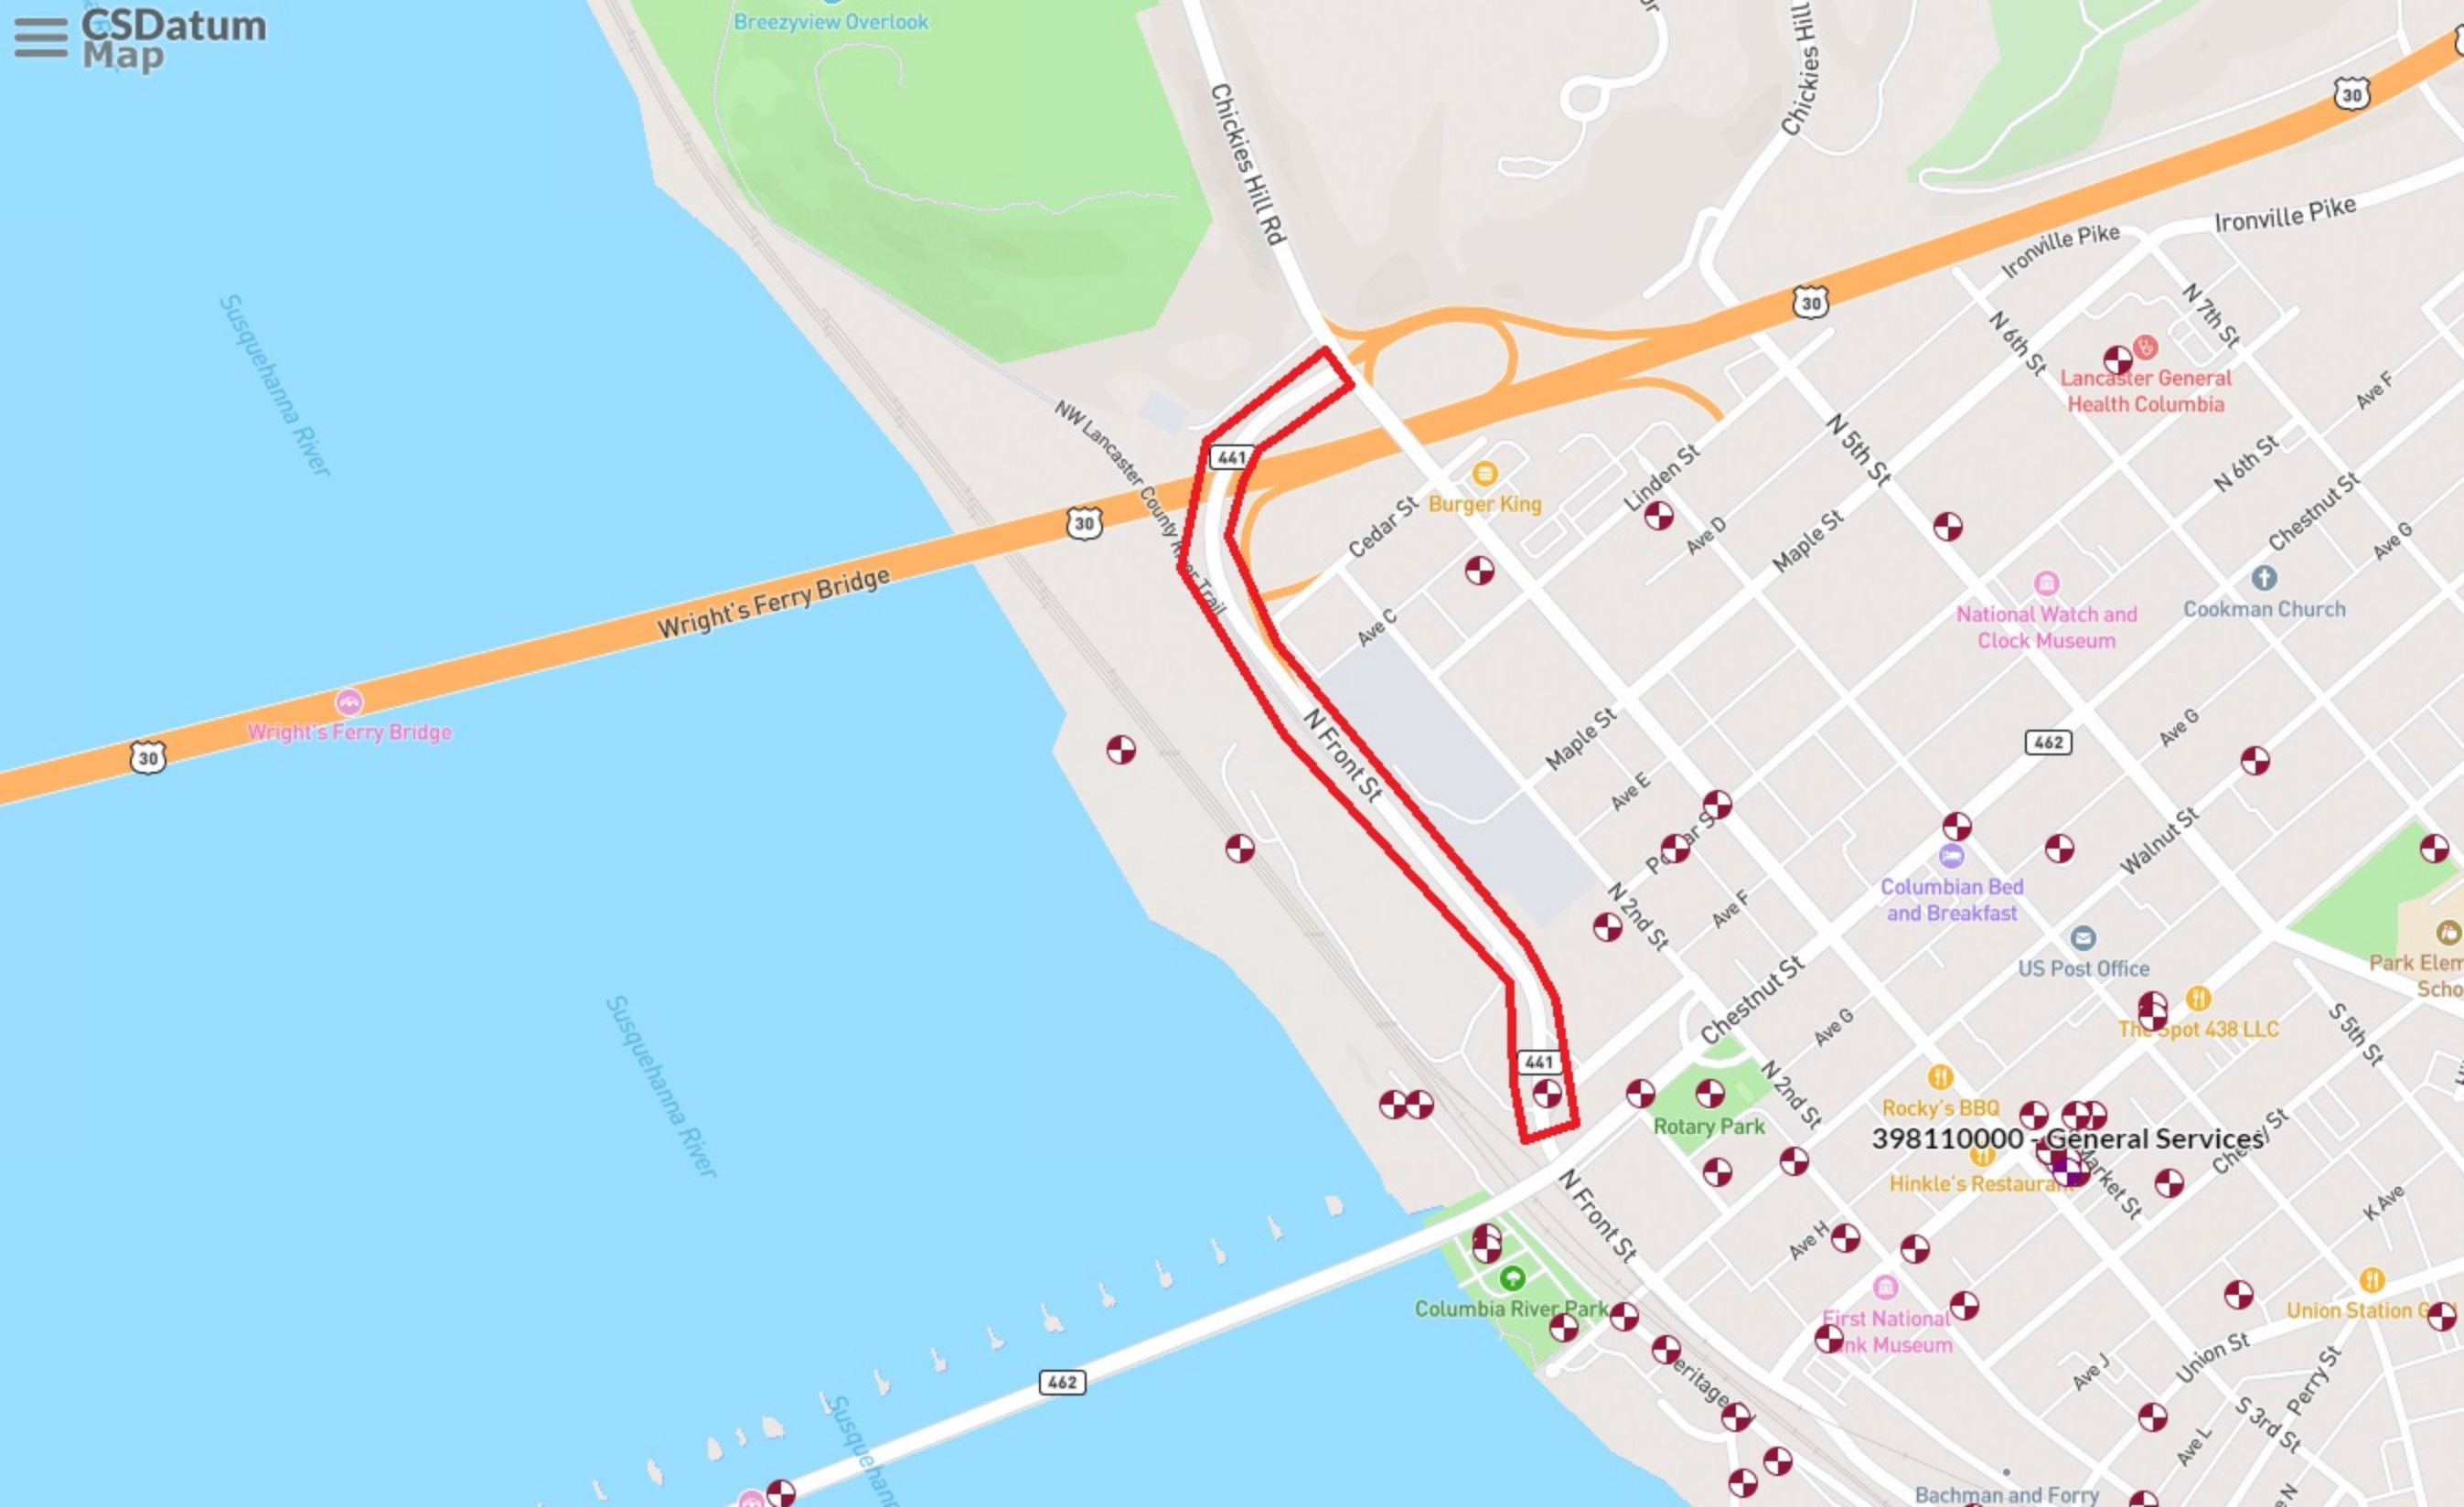 CSDatum
Map
Breezyview Overlook
Chickies Hill Rd
Chickies Hill
30
30
30
30
Ironville Pike
Ironville Pike
Susquehanna River
N 7th St
N 6th St
Lancaster General
Health Columbia
Ave F
NW Lancaster County River Trail
441
N 5th St
N 6th St
Chestnut St
Burger King
Linden St
Cedar St
Ave D
Maple St
Ave G
Wright's Ferry Bridge
National Watch and
Clock Museum
Cookman Church
Ave C
Wright's Ferry Bridge
N Front St
Maple St
462
Ave G
Ave E
Walnut St
Columbian Bed
and Breakfast
N 2nd St
Ave F
US Post Office
Park Elem
Scho
Chestnut St
The Spot 438 LLC
Ave G
S 5th St
Susquehanna River
441
N 2nd St
Rocky's BBQ
Rotary Park
398110000 - General Services
Cherry St
Hinkle's Restaurant
Market St
K Ave
N Front St
Ave H
Columbia River Park
First National
nk Museum
Union Station G
Union St
Ave J
Perry St
S 3rd St
462
Ave L
Bachman and Forry